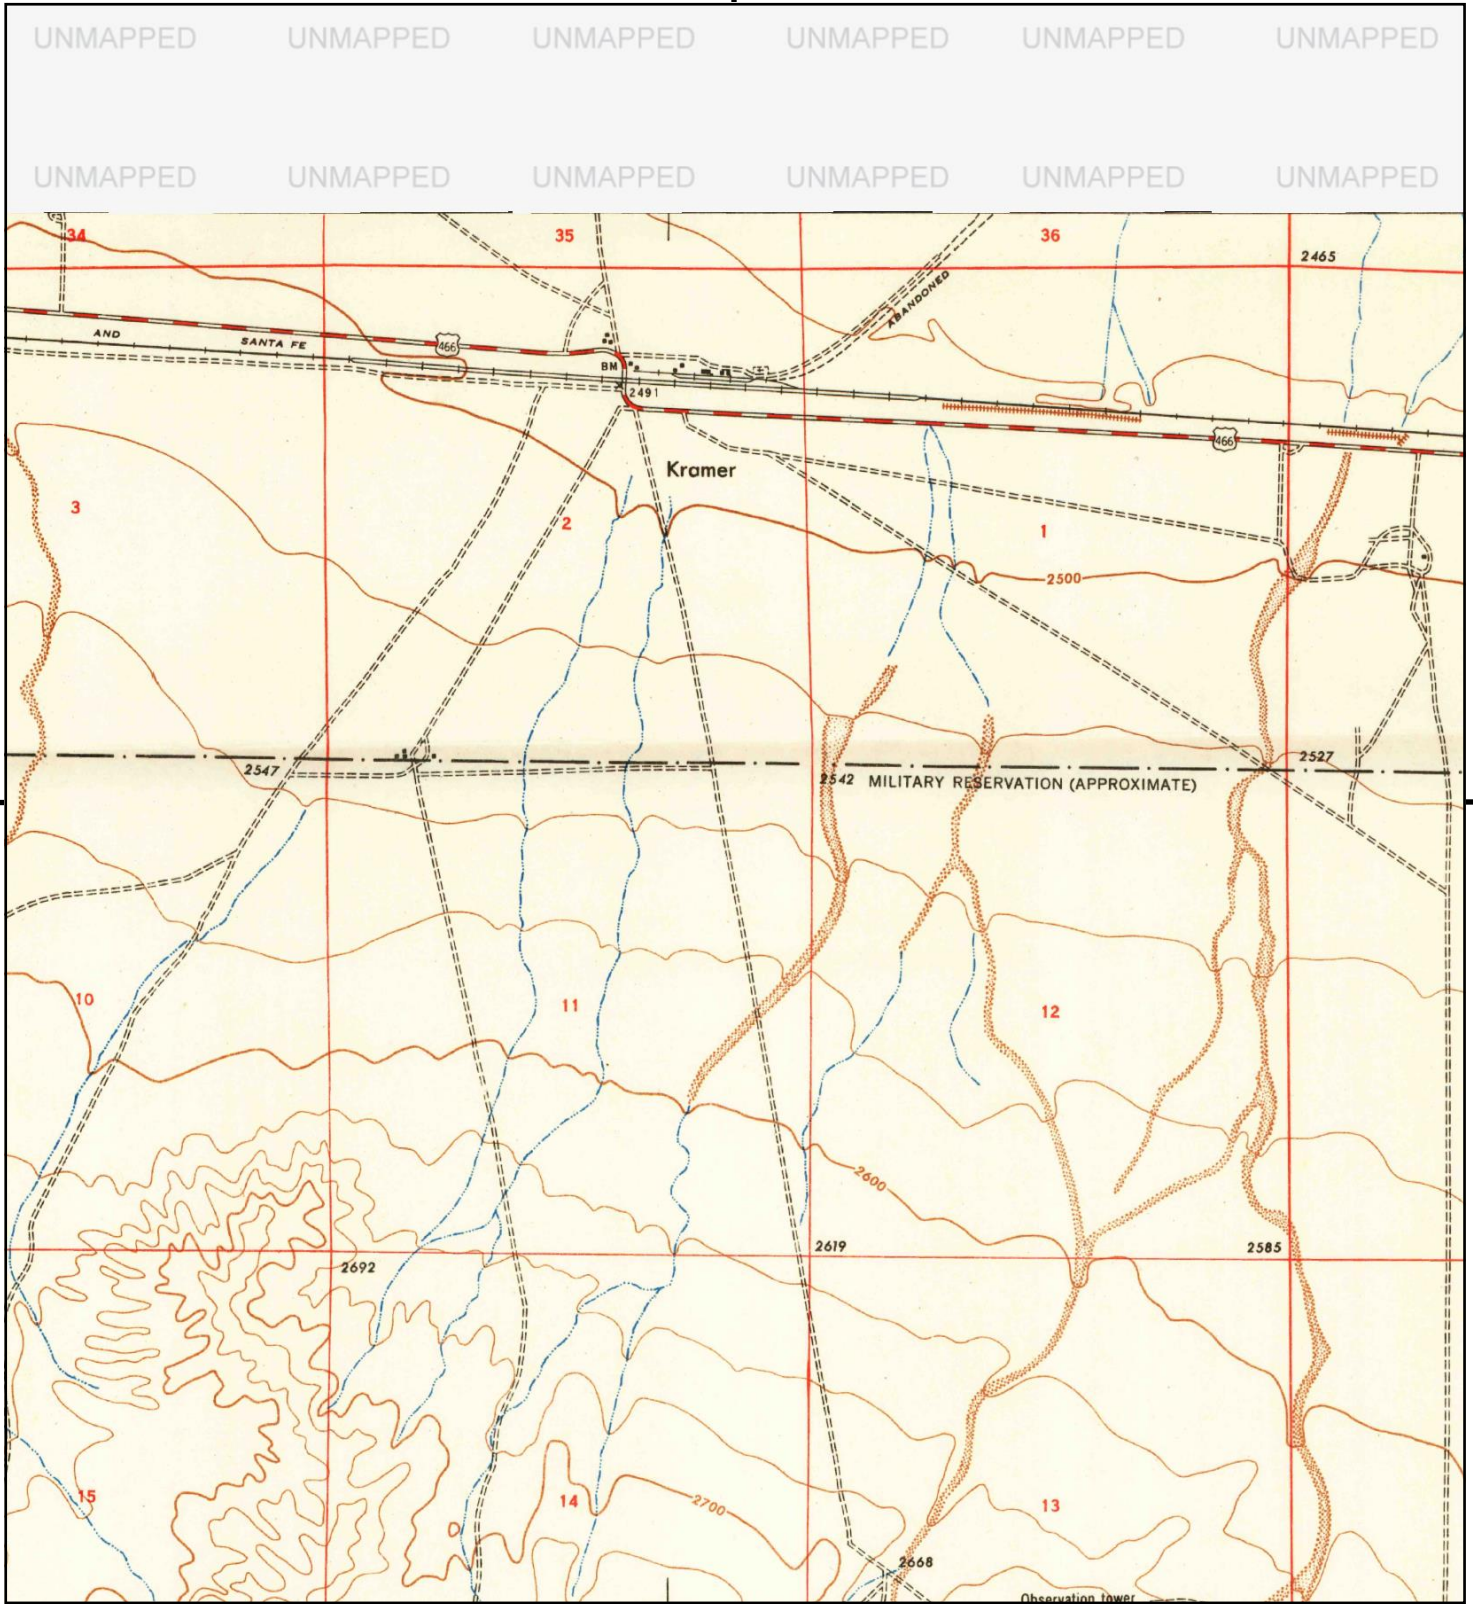 UNMAPPED UNMAPPED UNMAPPED UNMAPPED UNMAPPED UNMAPPED
UNMAPPED UNMAPPED UNMAPPED UNMAPPED UNMAPPED UNMAPPED
34 35 36
2465
ABANDONED
AND SANTA FE 466
BM
2491
466
Kramer
3 2 1
2500
2547 2542 MILITARY RESERVATION (APPROXIMATE) 2527
10 11 12
2600
2692 2619 2585
15 14 2700 13
2668
Observation tower